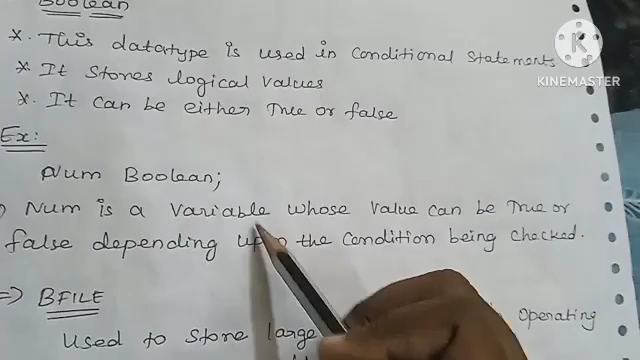 Boolean
* This datatype is used in Conditional Statements
* It stores logical values
* It can be either True or false
KINEMASTER
Ex:
Num Boolean;
Num is a Variable whose Value can be True or
false depending upon the Condition being checked.
=> BFILE
Operating
Used to store large